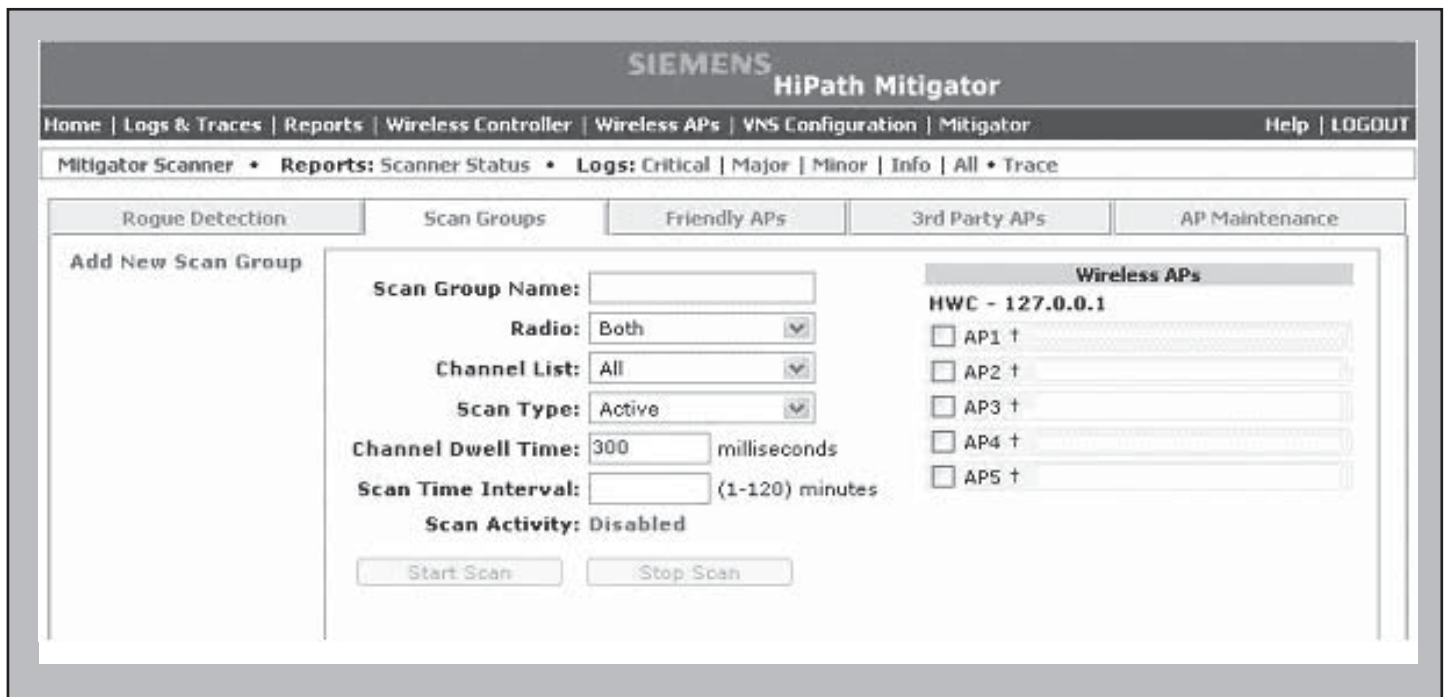 SIEMENS
HiPath Mitigator
Home | Logs & Traces | Reports | Wireless Controller | Wireless APs | VNS Configuration | Mitigator Help | LOGOUT
Mitigator Scanner • Reports: Scanner Status • Logs: Critical | Major | Minor | Info | All • Trace
Rogue Detection Scan Groups Friendly APs 3rd Party APs AP Maintenance
Add New Scan Group
Scan Group Name:
Radio: Both
Channel List: All
Scan Type: Active
Channel Dwell Time: 300 milliseconds
Scan Time Interval: (1-120) minutes
Scan Activity: Disabled
Start Scan Stop Scan
Wireless APs
HWC - 127.0.0.1
AP1 †
AP2 †
AP3 †
AP4 †
AP5 †